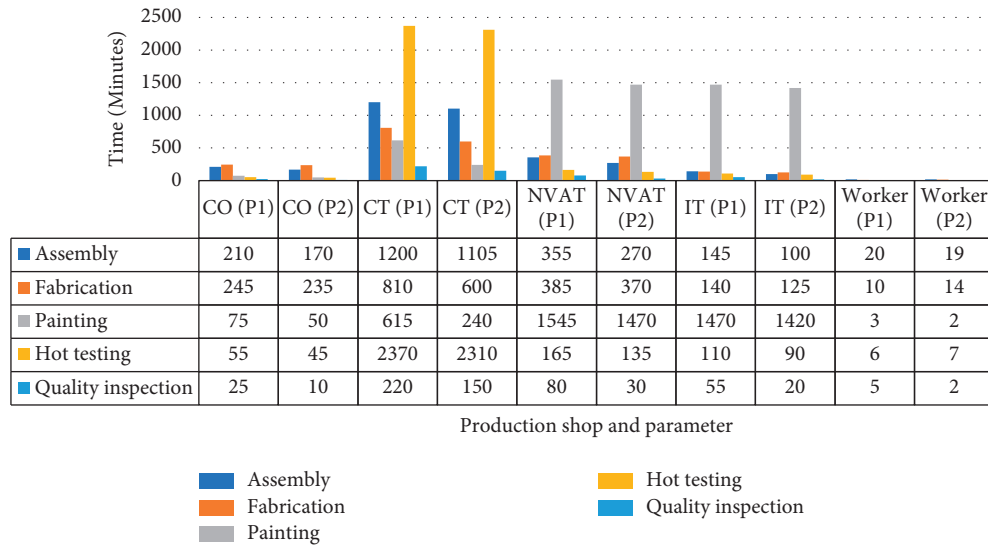 2500
2000
1500
1000
500
0
Time (Minutes)
CO (P1) CO (P2) CT (P1) CT (P2) NVAT (P1) NVAT (P2) IT (P1) IT (P2) Worker (P1) Worker (P2)
Assembly 210 170 1200 1105 355 270 145 100 20 19
Fabrication 245 235 810 600 385 370 140 125 10 14
Painting 75 50 615 240 1545 1470 1470 1420 3 2
Hot testing 55 45 2370 2310 165 135 110 90 6 7
Quality inspection 25 10 220 150 80 30 55 20 5 2
Production shop and parameter
Assembly
Fabrication
Painting
Hot testing
Quality inspection